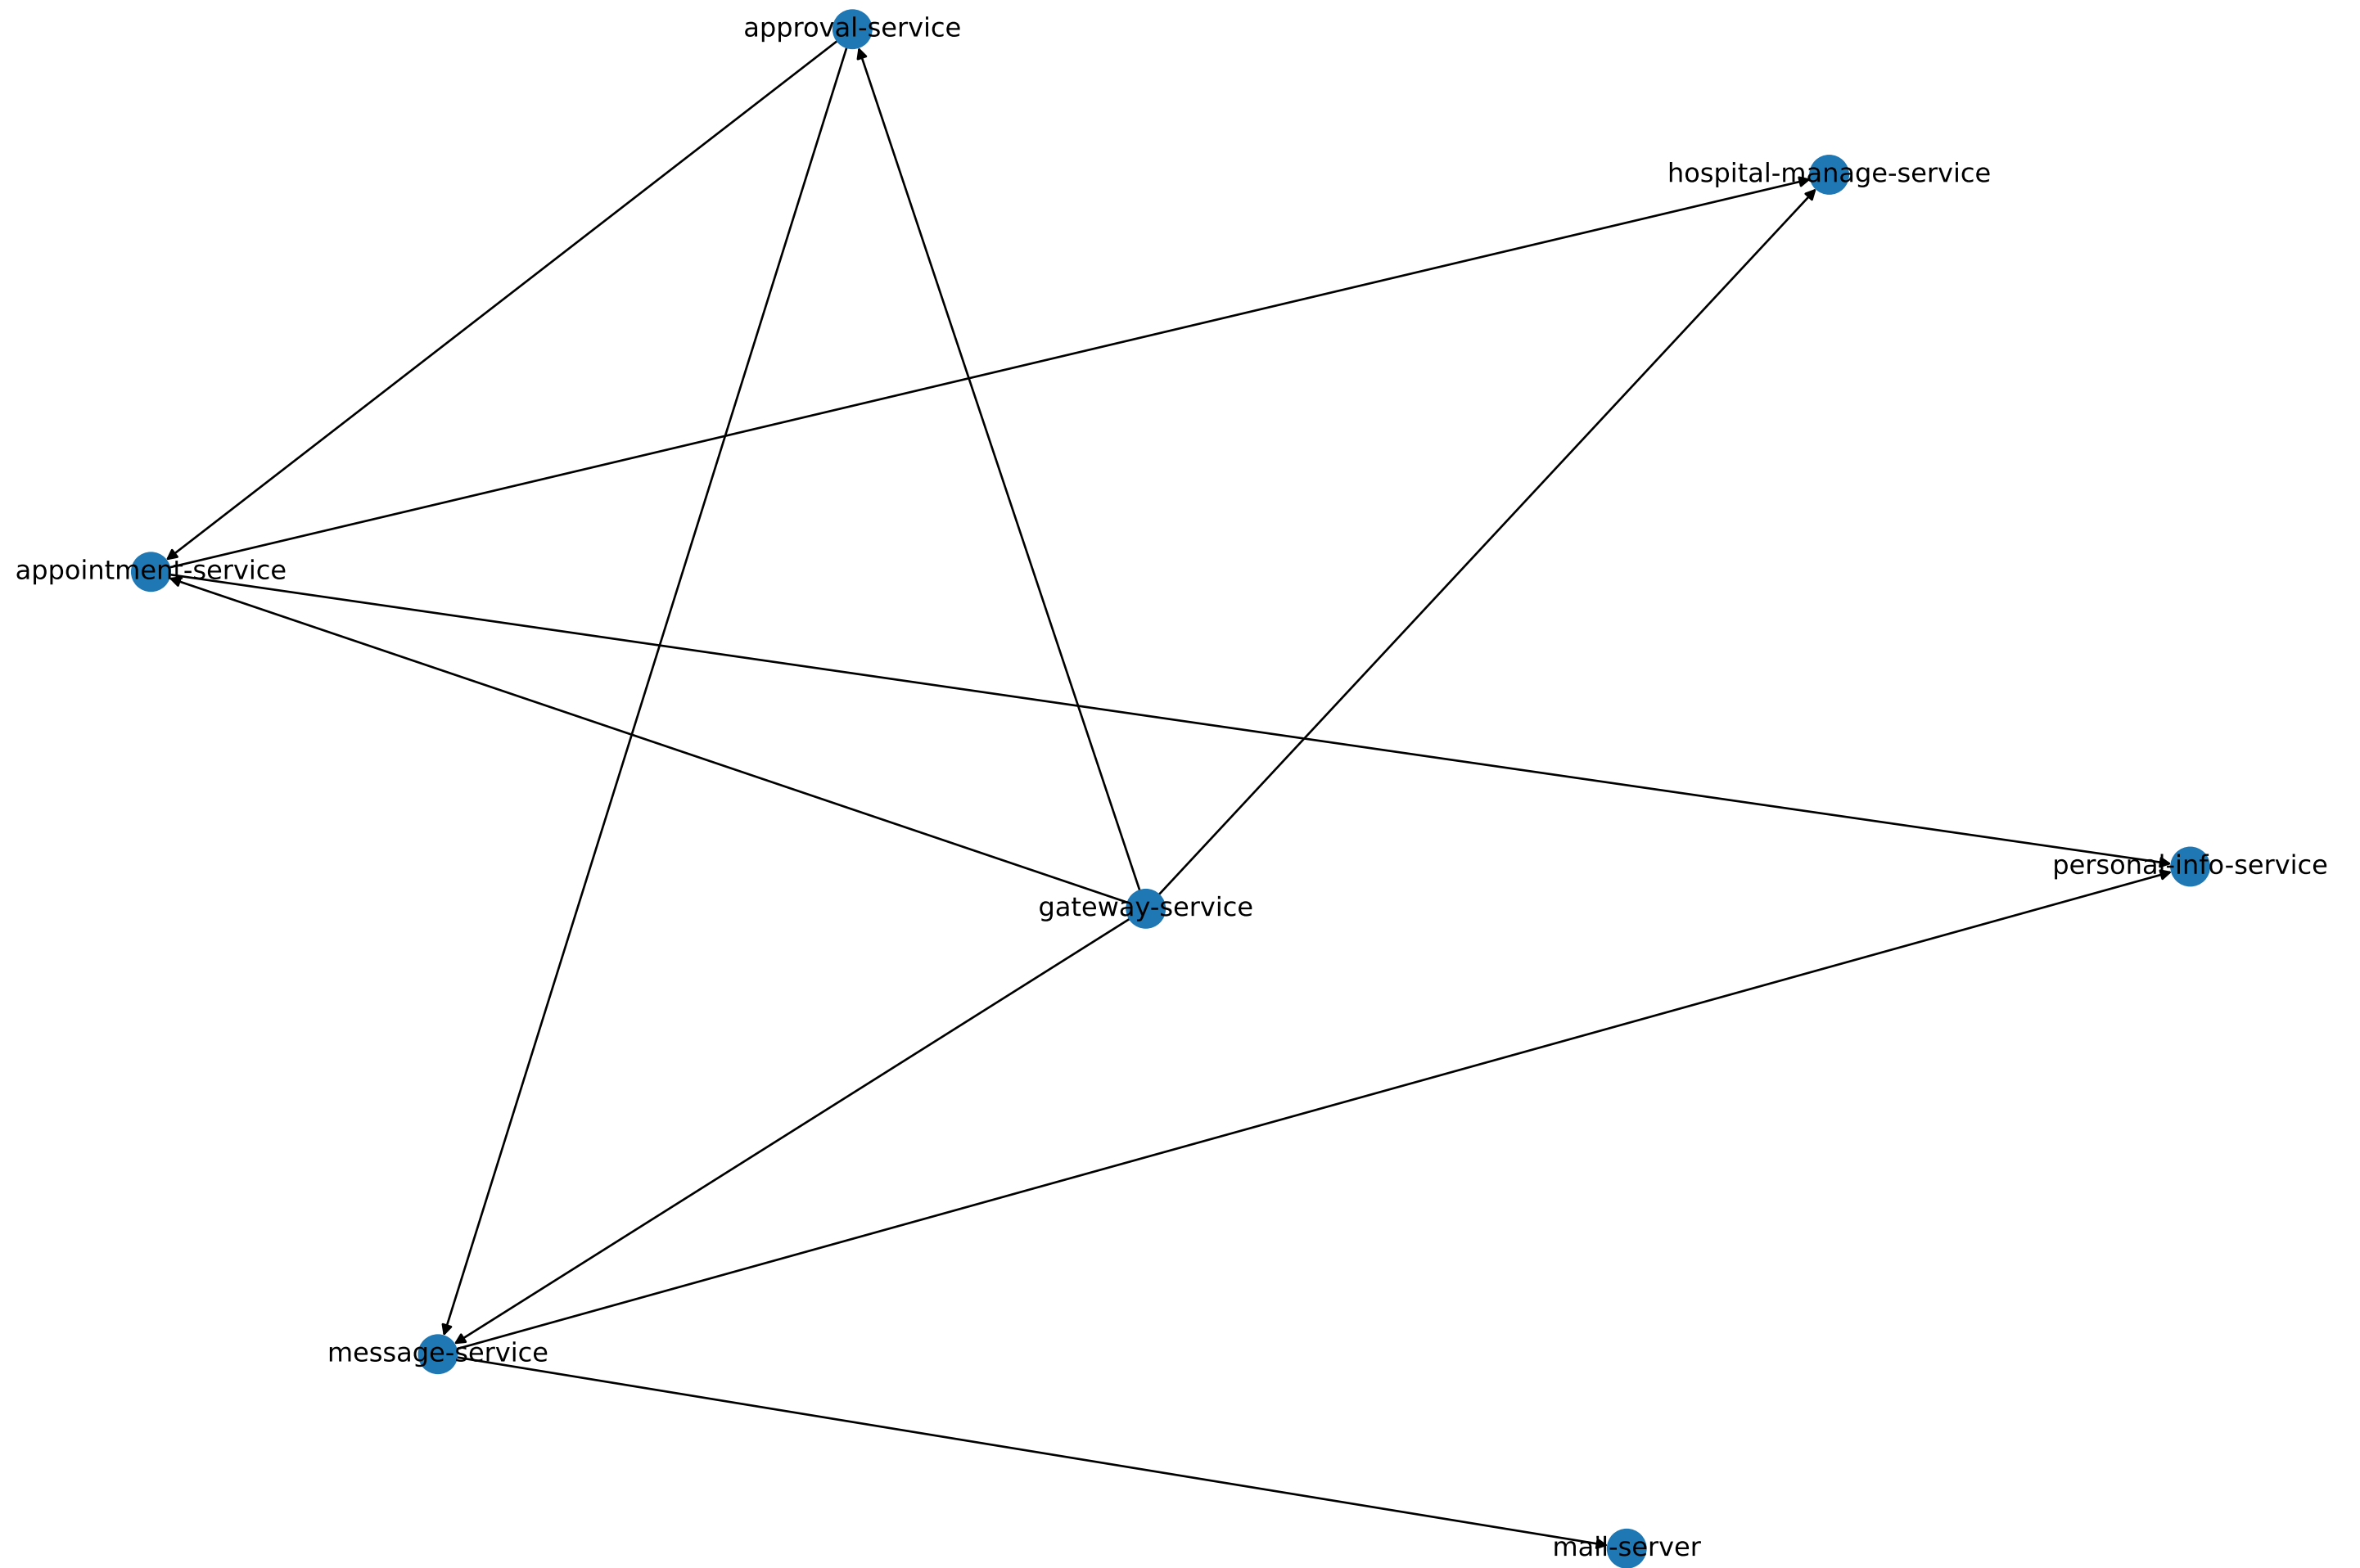 approval-service
hospital-manage-service
appointment-service
personal-info-service
gateway-service
message-service
mail-server